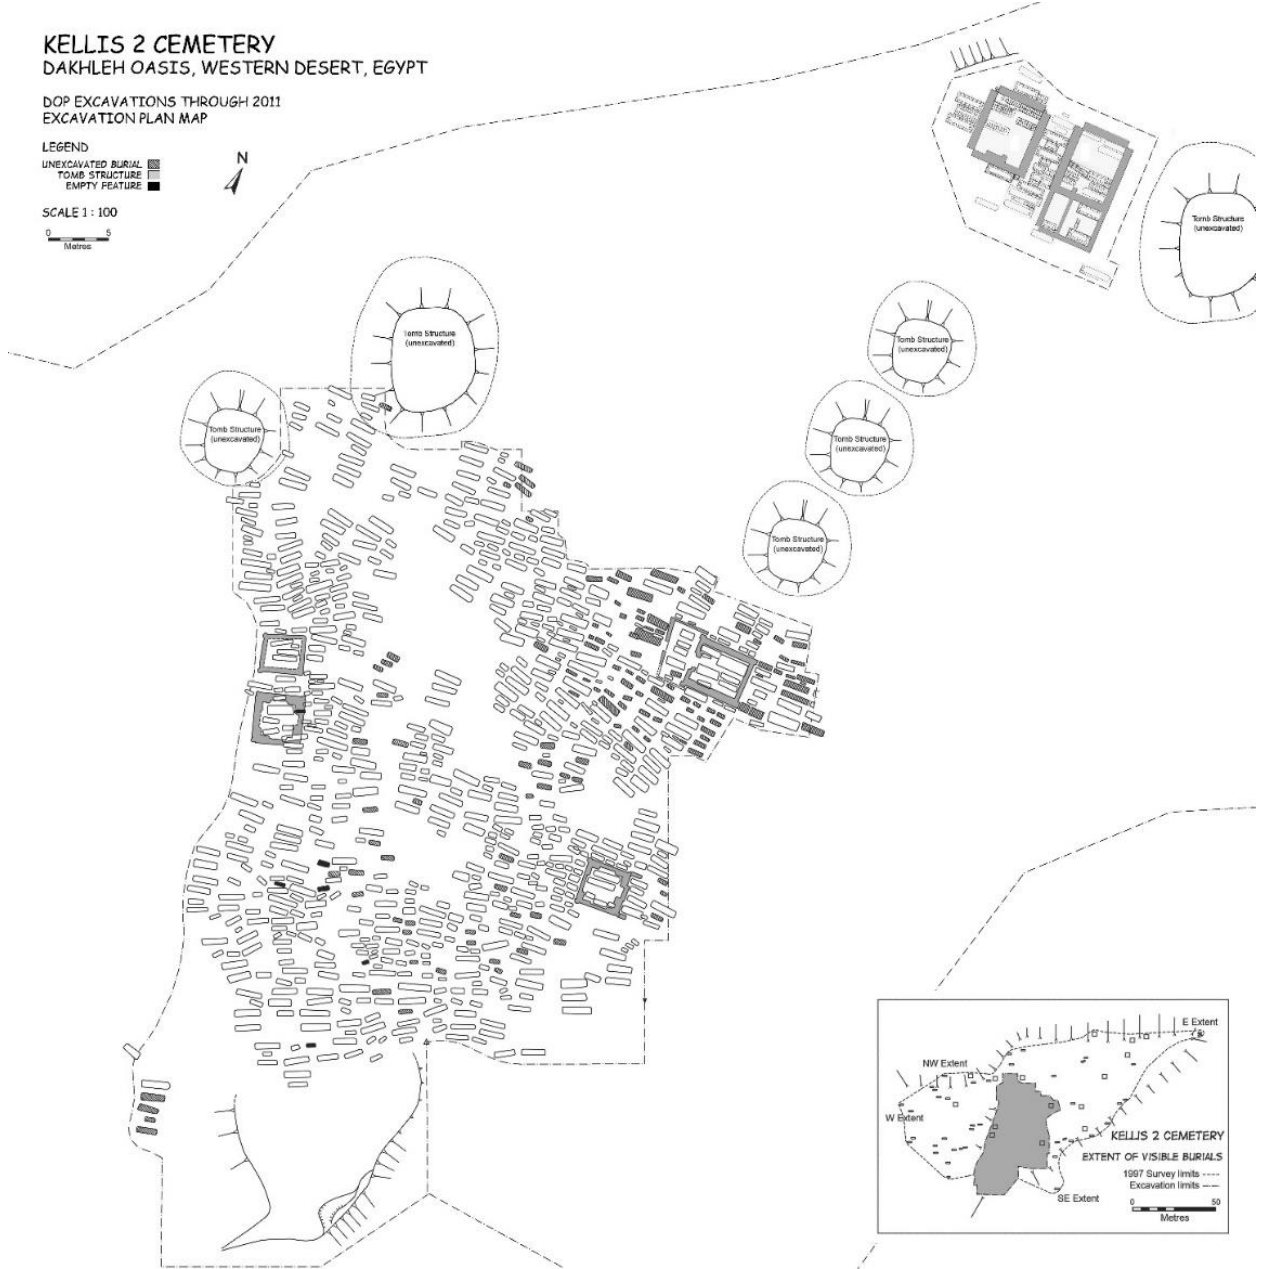 KELLIS 2 CEMETERY
DAKHLEH OASIS, WESTERN DESERT, EGYPT
DOP EXCAVATIONS THROUGH 2011
EXCAVATION PLAN MAP
LEGEND
UNEXCAVATED BURIAL
TOMB STRUCTURE
EMPTY FEATURE
N
SCALE 1 : 100
0 5
Metres
Tomb Structure
(unexcavated)
Tomb Structure
(unexcavated)
Tomb Structure
(unexcavated)
Tomb Structure
(unexcavated)
Tomb Structure
(unexcavated)
Tomb Structure
(unexcavated)
E Extent
NW Extent
W Extent
KELLIS 2 CEMETERY
EXTENT OF VISIBLE BURIALS
1997 Survey limits
Excavation limits
SE Extent
0 50
Metres